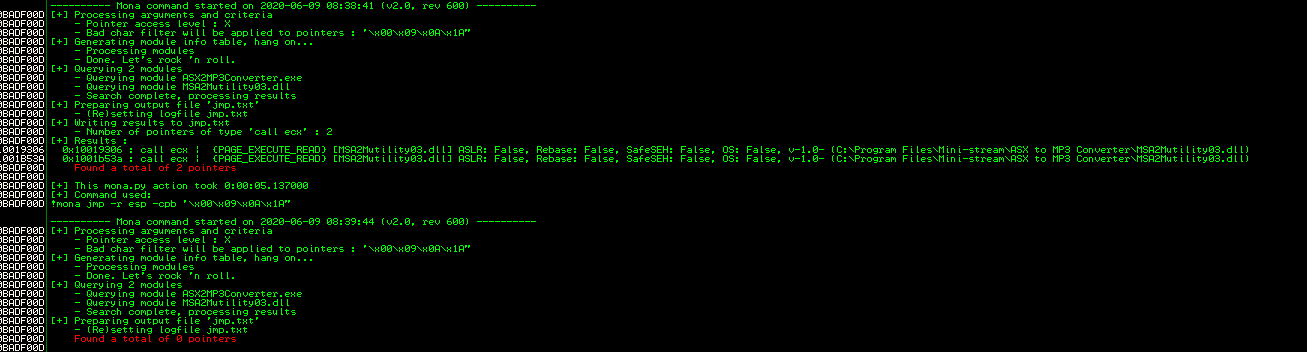 ---------- Mona command started on 2020-06-09 08:38:41 (v2.0, rev 600) ----------
0BADF00D [+] Processing arguments and criteria
0BADF00D - Pointer access level : X
0BADF00D - Bad char filter will be applied to pointers : "\x00\x09\x0A\x1A"
0BADF00D [+] Generating module info table, hang on...
0BADF00D - Processing modules
0BADF00D - Done. Let's rock 'n roll.
0BADF00D [+] Querying 2 modules
0BADF00D - Querying module ASX2MP3Converter.exe
0BADF00D - Querying module MSA2Mutility03.dll
0BADF00D - Search complete, processing results
0BADF00D [+] Preparing output file 'jmp.txt'
0BADF00D - (Re)setting logfile jmp.txt
0BADF00D [+] Writing results to jmp.txt
0BADF00D - Number of pointers of type 'call ecx' : 2
0BADF00D [+] Results :
10019306 0x10019306 : call ecx | {PAGE_EXECUTE_READ} [MSA2Mutility03.dll] ASLR: False, Rebase: False, SafeSEH: False, OS: False, v-1.0- (C:\Program Files\Mini-stream\ASX to MP3 Converter\MSA2Mutility03.dll)
1001B53A 0x1001b53a : call ecx | {PAGE_EXECUTE_READ} [MSA2Mutility03.dll] ASLR: False, Rebase: False, SafeSEH: False, OS: False, v-1.0- (C:\Program Files\Mini-stream\ASX to MP3 Converter\MSA2Mutility03.dll)
0BADF00D Found a total of 2 pointers
0BADF00D
0BADF00D [+] This mona.py action took 0:00:05.137000
0BADF00D [+] Command used:
0BADF00D !mona jmp -r esp -cpb "\x00\x09\x0A\x1A"
---------- Mona command started on 2020-06-09 08:39:44 (v2.0, rev 600) ----------
0BADF00D [+] Processing arguments and criteria
0BADF00D - Pointer access level : X
0BADF00D - Bad char filter will be applied to pointers : "\x00\x09\x0A\x1A"
0BADF00D [+] Generating module info table, hang on...
0BADF00D - Processing modules
0BADF00D - Done. Let's rock 'n roll.
0BADF00D [+] Querying 2 modules
0BADF00D - Querying module ASX2MP3Converter.exe
0BADF00D - Querying module MSA2Mutility03.dll
0BADF00D - Search complete, processing results
0BADF00D [+] Preparing output file 'jmp.txt'
0BADF00D - (Re)setting logfile jmp.txt
0BADF00D Found a total of 0 pointers
0BADF00D